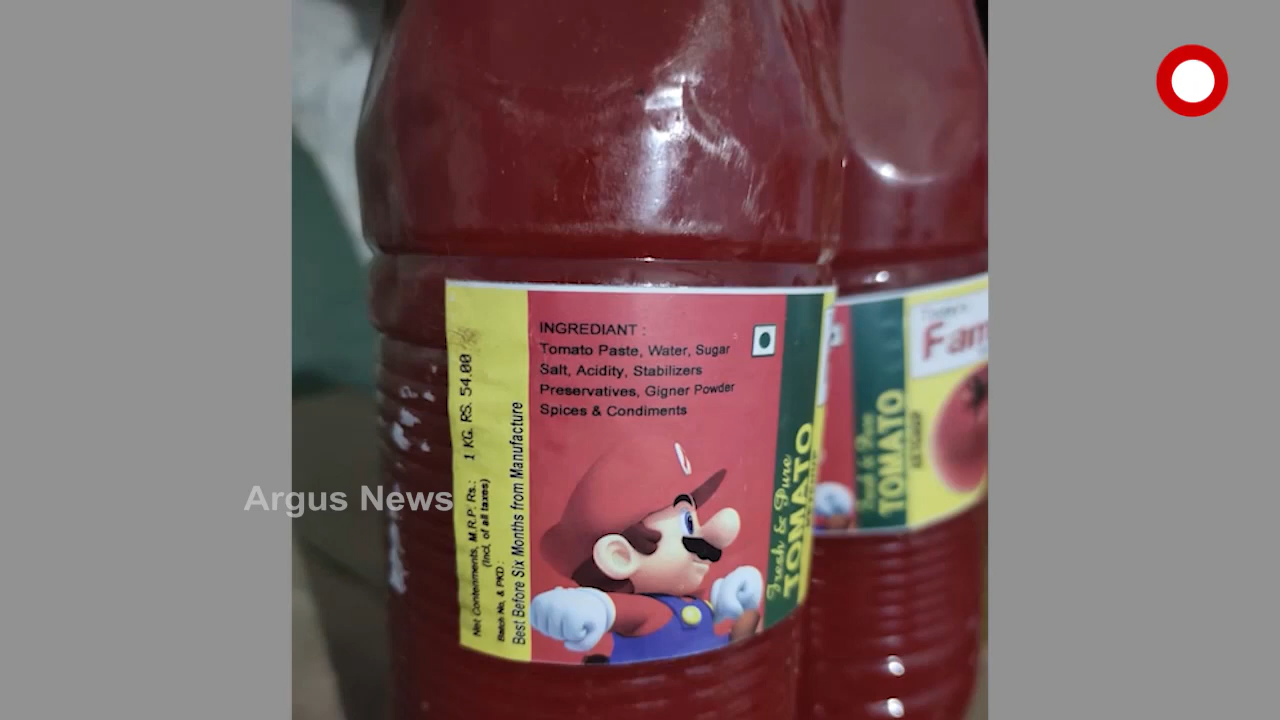 INGREDIANT :
Tomato Paste, Water, Sugar
Salt, Acidity, Stabilizers
Preservatives, Gigner Powder
Spices & Condiments
Net Contenments, M.R.P. Rs.: 1 KG. RS. 54.00
(Incl, of all taxes)
Batch No, & PKD :
Best Before Six Months from Manufacture
Fresh & Pure
TOMATO
Fresh & Pure
TOMATO
KETCHUP
Fam
Argus News